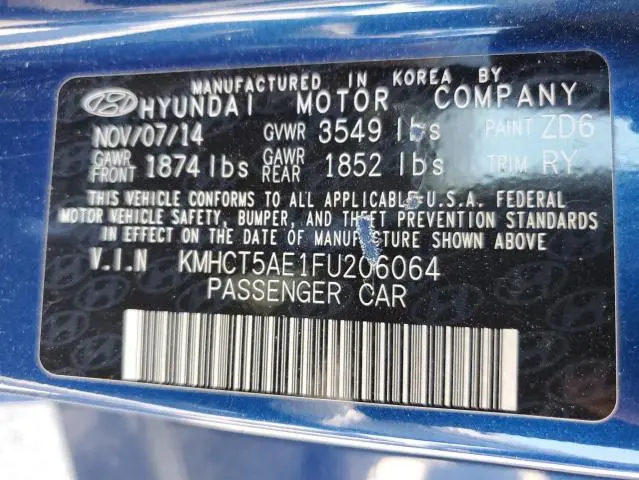 MANUFACTURED IN KOREA BY
HYUNDAI MOTOR COMPANY
NOV/07/14 GVWR 3549 lbs PAINT ZD6
GAWR FRONT 1874 lbs GAWR REAR 1852 lbs TRIM RY
THIS VEHICLE CONFORMS TO ALL APPLICABLE U.S.A. FEDERAL
MOTOR VEHICLE SAFETY, BUMPER, AND THEFT PREVENTION STANDARDS
IN EFFECT ON THE DATE OF MANUFACTURE SHOWN ABOVE
V.I.N KMHCT5AE1FU206064
PASSENGER CAR